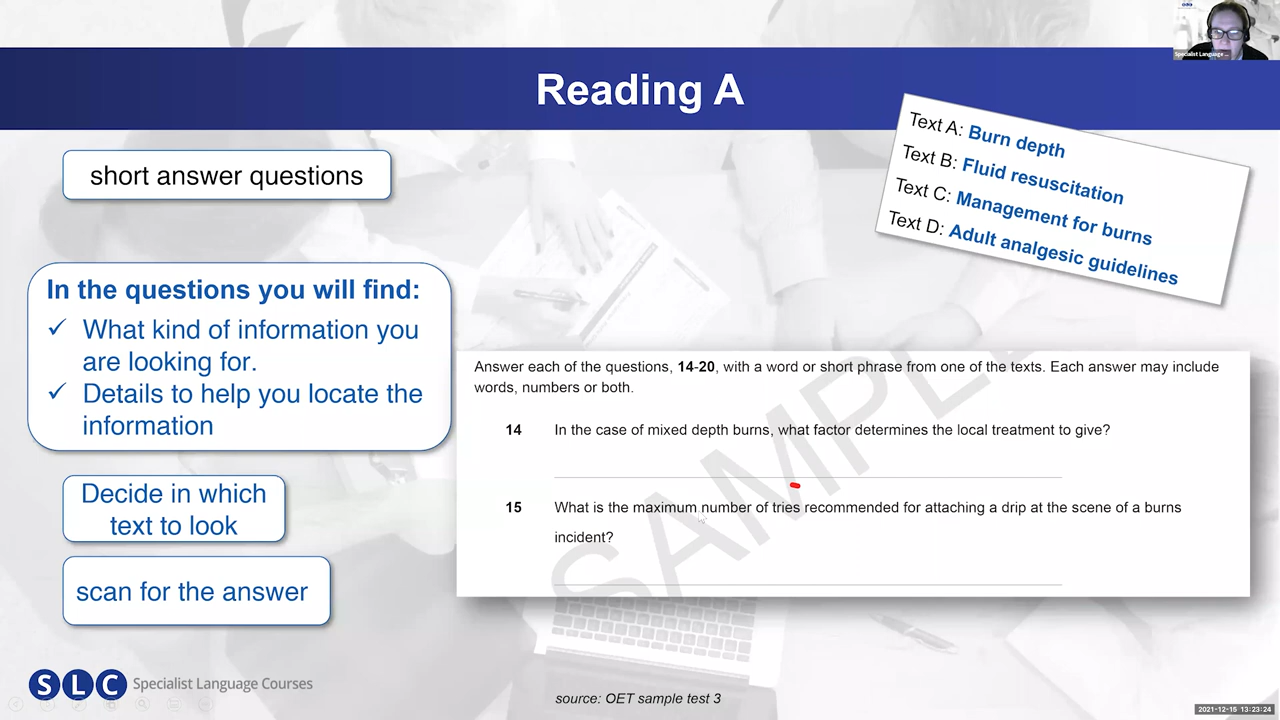 Reading A
Specialist Language ...
short answer questions
Text A: Burn depth
Text B: Fluid resuscitation
Text C: Management for burns
Text D: Adult analgesic guidelines
In the questions you will find:
✓ What kind of information you
are looking for.
✓ Details to help you locate the
information
Decide in which
text to look
scan for the answer
Answer each of the questions, 14-20, with a word or short phrase from one of the texts. Each answer may include
words, numbers or both.
14 In the case of mixed depth burns, what factor determines the local treatment to give?
15 What is the maximum number of tries recommended for attaching a drip at the scene of a burns
incident?
SAMPLE
SLC Specialist Language Courses
source: OET sample test 3
2021-12-15 13:23:24